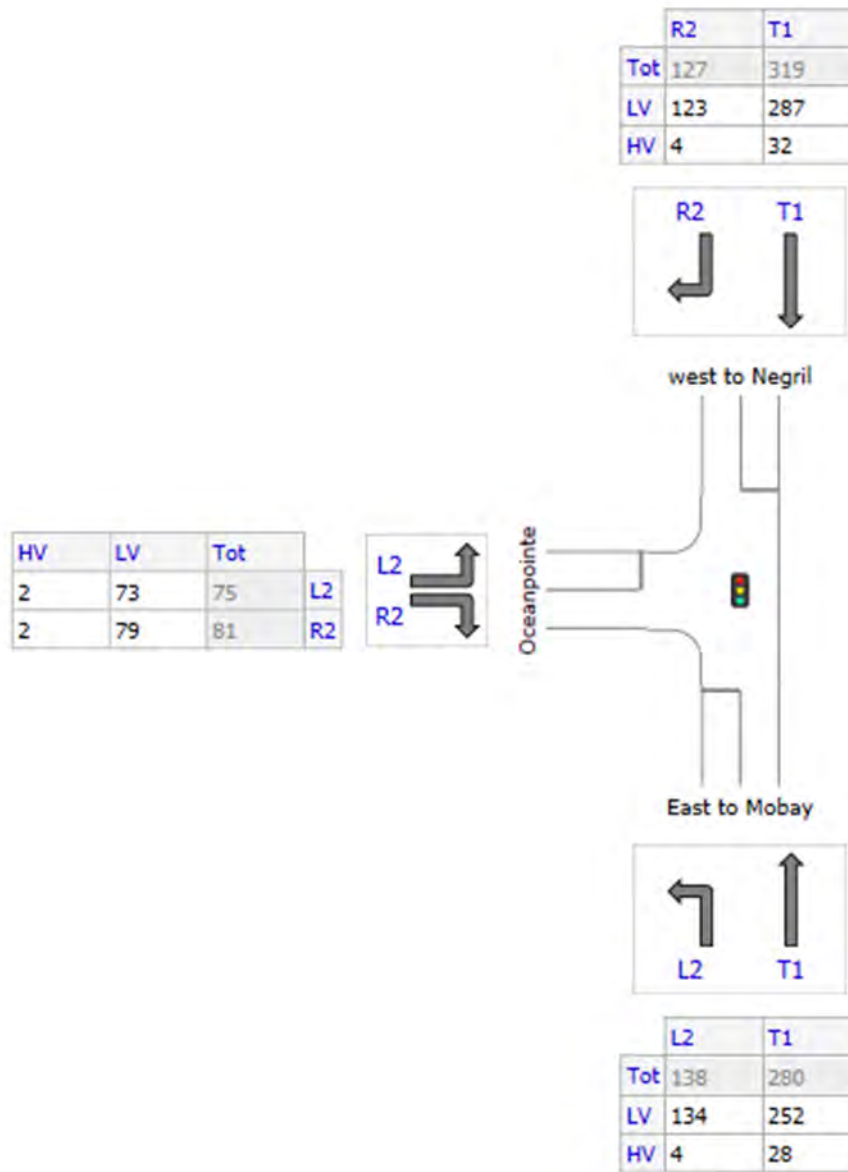 R2 T1
Tot 127 319
LV 123 287
HV 4 32
R2 T1
west to Negril
HV LV Tot
2 73 75 L2
2 79 81 R2
L2
R2
Oceanpointe
East to Mobay
L2 T1
L2 T1
Tot 138 280
LV 134 252
HV 4 28